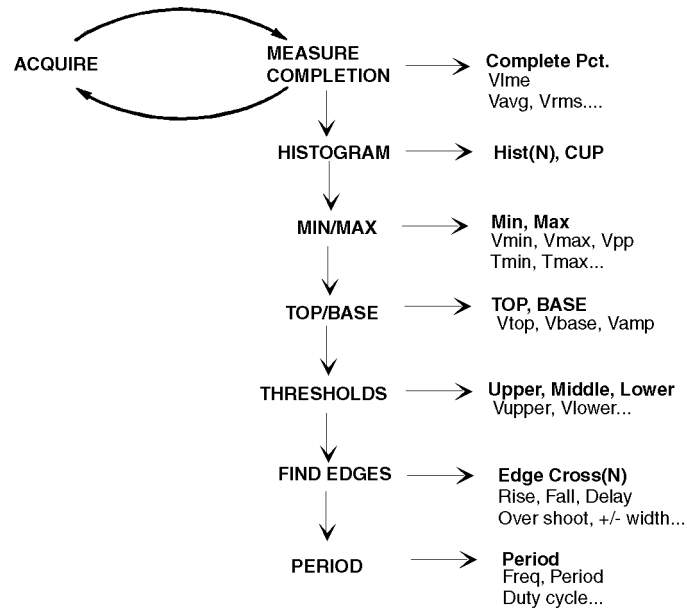 ACQUIRE
MEASURE
COMPLETION
Complete Pct.
Vlme
Vavg, Vrms....
HISTOGRAM
Hist(N), CUP
MIN/MAX
Min, Max
Vmin, Vmax, Vpp
Tmin, Tmax...
TOP/BASE
TOP, BASE
Vtop, Vbase, Vamp
THRESHOLDS
Upper, Middle, Lower
Vupper, Vlower...
FIND EDGES
Edge Cross(N)
Rise, Fall, Delay
Over shoot, +/- width...
PERIOD
Period
Freq, Period
Duty cycle...